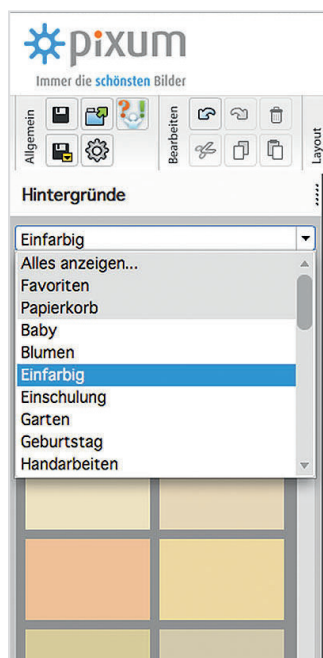 pixum
Immer die schönsten Bilder
Allgemein
Bearbeiten
Layout
Hintergründe
Einfarbig
Alles anzeigen...
Favoriten
Papierkorb
Baby
Blumen
Einfarbig
Einschulung
Garten
Geburtstag
Handarbeiten